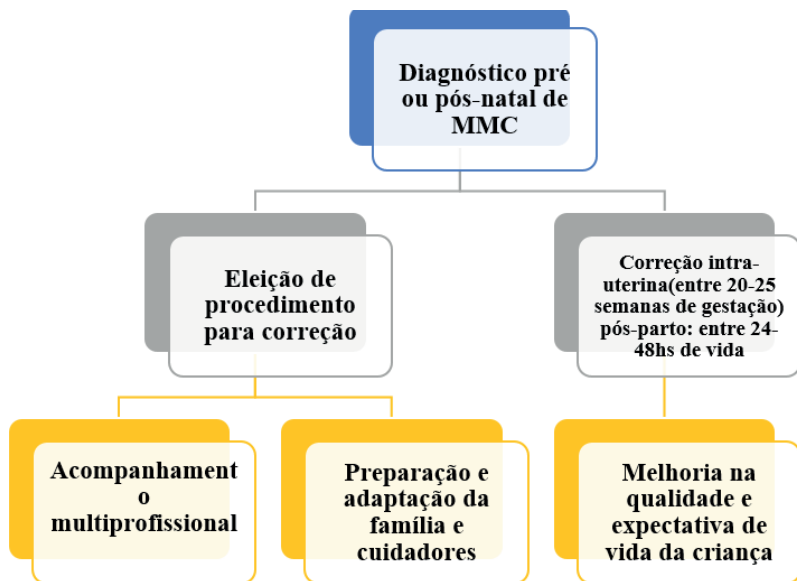 Diagnóstico pré
ou pós-natal de
MMC
Eleição de
procedimento
para correção
Correção intra-
uterina(entre 20-25
semanas de gestação)
pós-parto: entre 24-
48hs de vida
Acompanhament
o
multiprofissional
Preparação e
adaptação da
família e
cuidadores
Melhoria na
qualidade e
expectativa de
vida da criança